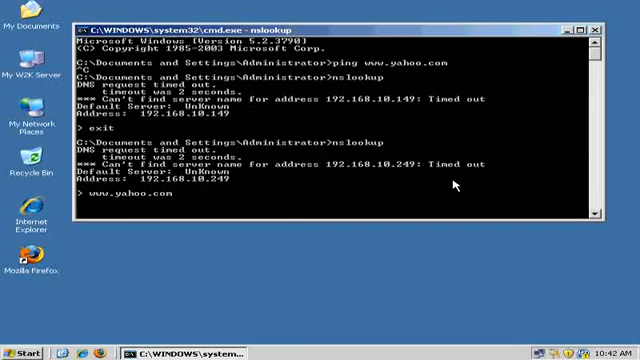 My Documents
My W2K Server
My Network
Places
Recycle Bin
Internet
Explorer
Mozilla Firefox
C:\WINDOWS\system32\cmd.exe - nslookup
Microsoft Windows [Version 5.2.3790]
(C) Copyright 1985-2003 Microsoft Corp.
C:\Documents and Settings\Administrator>ping www.yahoo.com
^C
C:\Documents and Settings\Administrator>nslookup
DNS request timed out.
timeout was 2 seconds.
*** Can't find server name for address 192.168.10.149: Timed out
Default Server:  UnKnown
Address:  192.168.10.149
> exit
C:\Documents and Settings\Administrator>nslookup
DNS request timed out.
timeout was 2 seconds.
*** Can't find server name for address 192.168.10.249: Timed out
Default Server:  UnKnown
Address:  192.168.10.249
> www.yahoo.com
Start
C:\WINDOWS\system...
10:42 AM